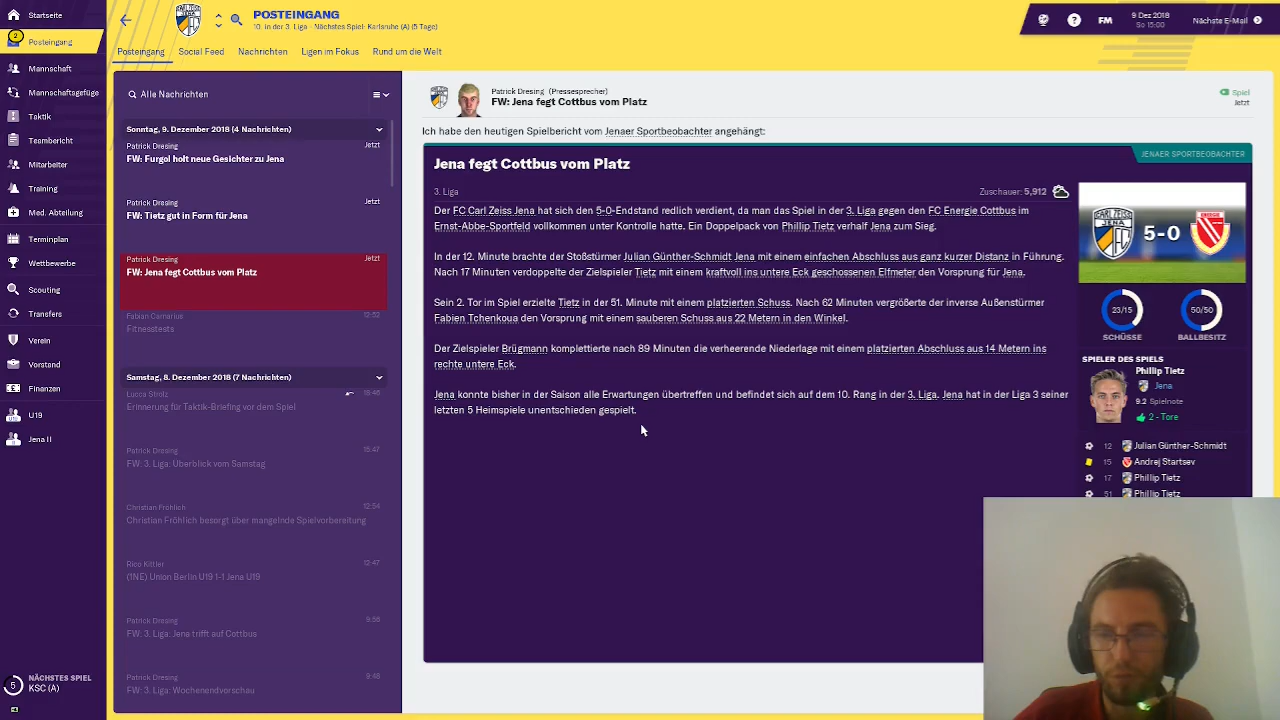 POSTEINGANG
10. in der 3. Liga - Nächstes Spiel: Karlsruhe (A) (5 Tage)
9 Dez 2018
So 15:00
Nächste E-Mail
Posteingang
Social Feed
Nachrichten
Ligen im Fokus
Rund um die Welt
Startseite
2
Posteingang
Mannschaft
Mannschaftsgefüge
Taktik
Teambericht
Mitarbeiter
Training
Med. Abteilung
Terminplan
Wettbewerbe
Scouting
Transfers
Verein
Vorstand
Finanzen
U19
Jena II
5
NÄCHSTES SPIEL
KSC (A)
Alle Nachrichten
Sonntag, 9. Dezember 2018 (4 Nachrichten)
Patrick Dresing
Jetzt
FW: Furgol holt neue Gesichter zu Jena
Patrick Dresing
Jetzt
FW: Tietz gut in Form für Jena
Patrick Dresing
Jetzt
FW: Jena fegt Cottbus vom Platz
Fabian Carnarius
12:52
Fitnesstests
Samstag, 8. Dezember 2018 (7 Nachrichten)
Lucca Strolz
Erinnerung für Taktik-Briefing vor dem Spiel
Patrick Dresing
FW: 3. Liga: Überblick vom Samstag
Christian Fröhlich
12:54
Christian Fröhlich besorgt über mangelnde Spielvorbereitung
Rico Kittler
12:47
(1NE) Union Berlin U19 1-1 Jena U19
Patrick Dresing
9:56
FW: 3. Liga: Jena trifft auf Cottbus
Patrick Dresing
9:48
FW: 3. Liga: Wochenendvorschau
Patrick Dresing (Pressesprecher)
FW: Jena fegt Cottbus vom Platz
Spiel
Jetzt
Ich habe den heutigen Spielbericht vom Jenaer Sportbeobachter angehängt:
Jena fegt Cottbus vom Platz
JENAER SPORTBEOBACHTER
3. Liga
Zuschauer: 5,912
Der FC Carl Zeiss Jena hat sich den 5-0-Endstand redlich verdient, da man das Spiel in der 3. Liga gegen den FC Energie Cottbus im
Ernst-Abbe-Sportfeld vollkommen unter Kontrolle hatte. Ein Doppelpack von Phillip Tietz verhalf Jena zum Sieg.
In der 12. Minute brachte der Stoßstürmer Julian Günther-Schmidt Jena mit einem einfachen Abschluss aus ganz kurzer Distanz in Führung.
Nach 17 Minuten verdoppelte der Zielspieler Tietz mit einem kraftvoll ins untere Eck geschossenen Elfmeter den Vorsprung für Jena.
Sein 2. Tor im Spiel erzielte Tietz in der 51. Minute mit einem platzierten Schuss. Nach 62 Minuten vergrößerte der inverse Außenstürmer
Fabien Tchenkoua den Vorsprung mit einem sauberen Schuss aus 22 Metern in den Winkel.
Der Zielspieler Brügmann komplettierte nach 89 Minuten die verheerende Niederlage mit einem platzierten Abschluss aus 14 Metern ins
rechte untere Eck.
Jena konnte bisher in der Saison alle Erwartungen übertreffen und befindet sich auf dem 10. Rang in der 3. Liga. Jena hat in der Liga 3 seiner
letzten 5 Heimspiele unentschieden gespielt.
5-0
23/15
SCHÜSSE
50/50
BALLBESITZ
SPIELER DES SPIELS
Phillip Tietz
Jena
9.2 Spielnote
2 - Tore
12 Julian Günther-Schmidt
15 Andrej Startsev
17 Phillip Tietz
51 Phillip Tietz